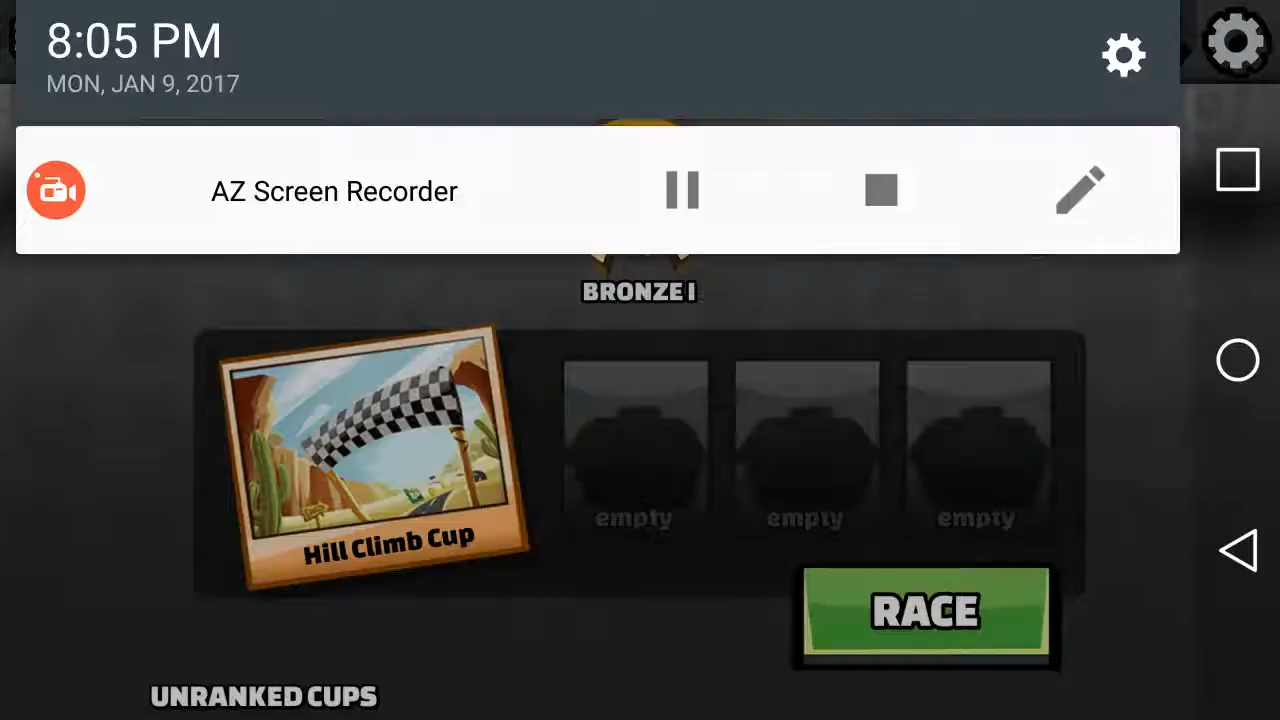 8:05 PM
MON, JAN 9, 2017
AZ Screen Recorder
BRONZE I
Hill Climb Cup
empty
empty
empty
RACE
UNRANKED CUPS